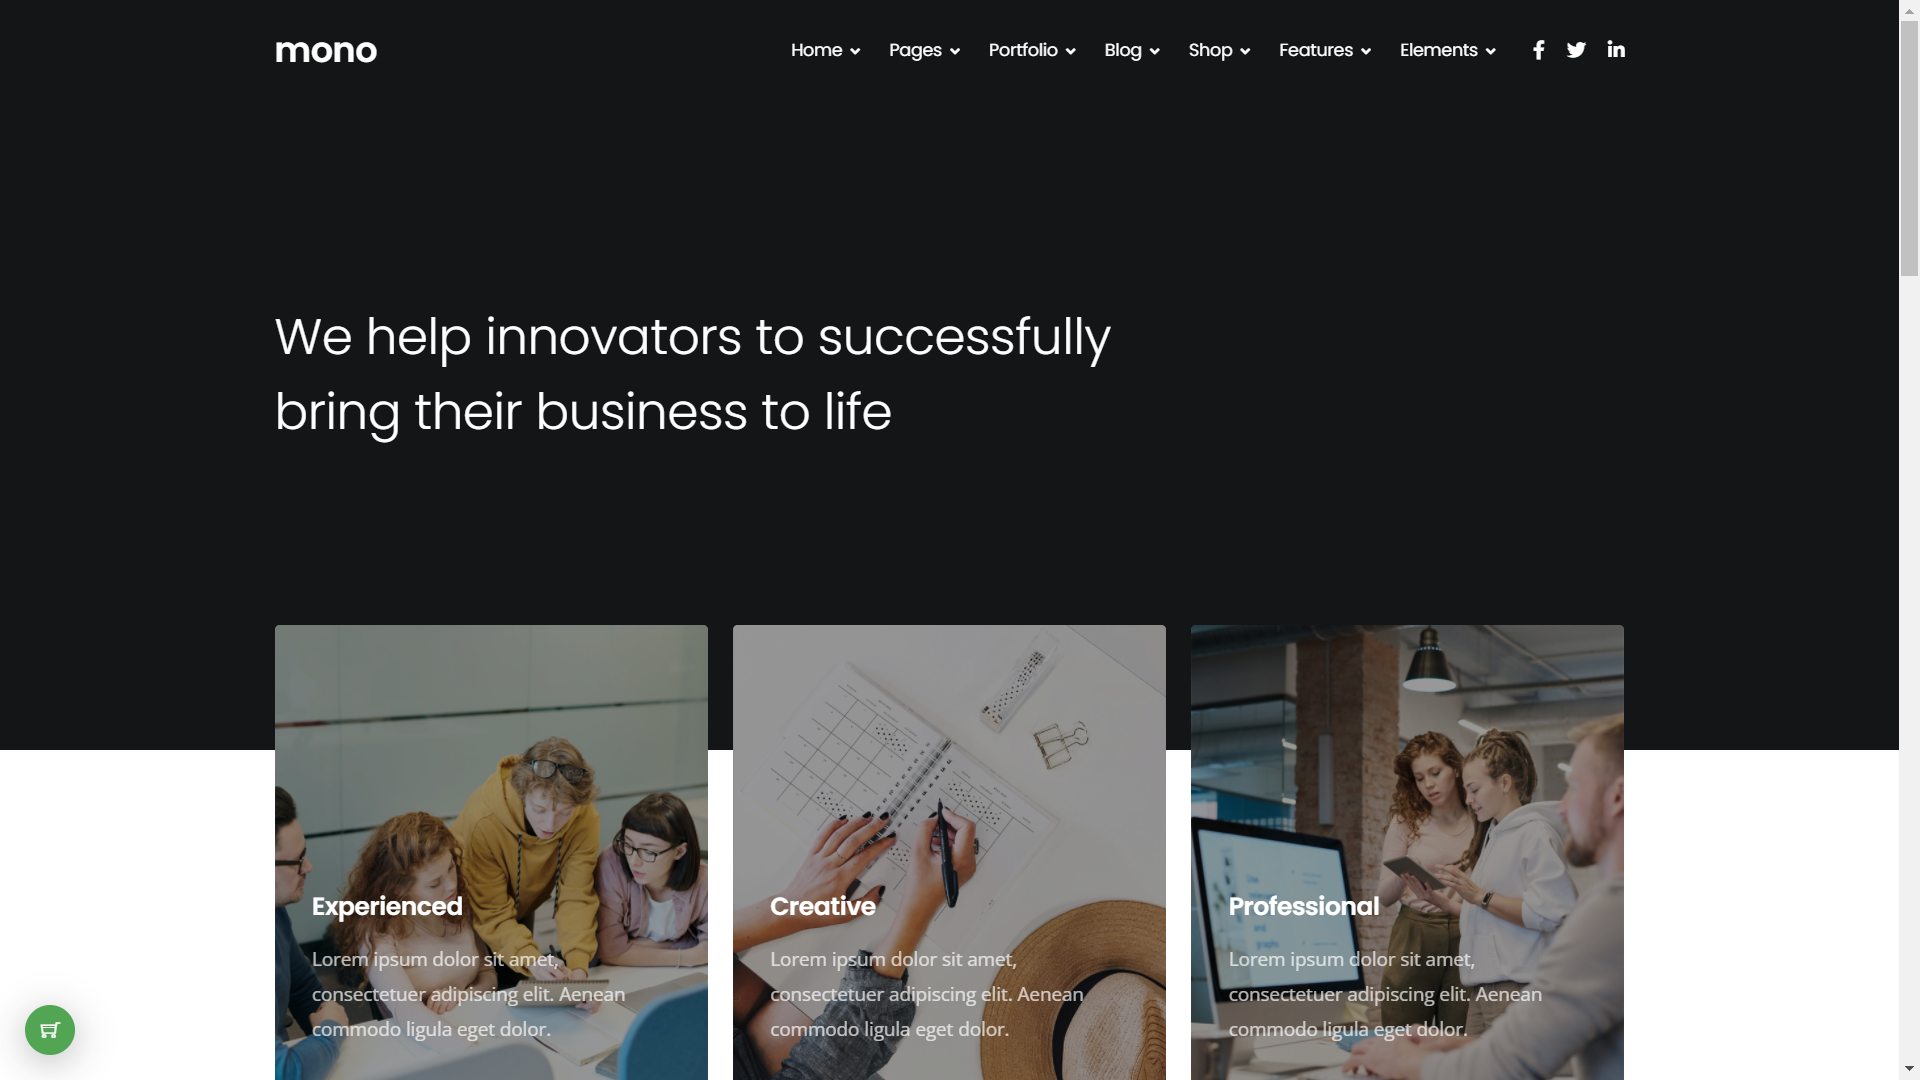 mono
Home Pages Portfolio Blog Shop Features Elements
We help innovators to successfully
bring their business to life
Experienced
Lorem ipsum dolor sit amet,
consectetuer adipiscing elit. Aenean
commodo ligula eget dolor.
Creative
Lorem ipsum dolor sit amet,
consectetuer adipiscing elit. Aenean
commodo ligula eget dolor.
Professional
Lorem ipsum dolor sit amet,
consectetuer adipiscing elit. Aenean
commodo ligula eget dolor.